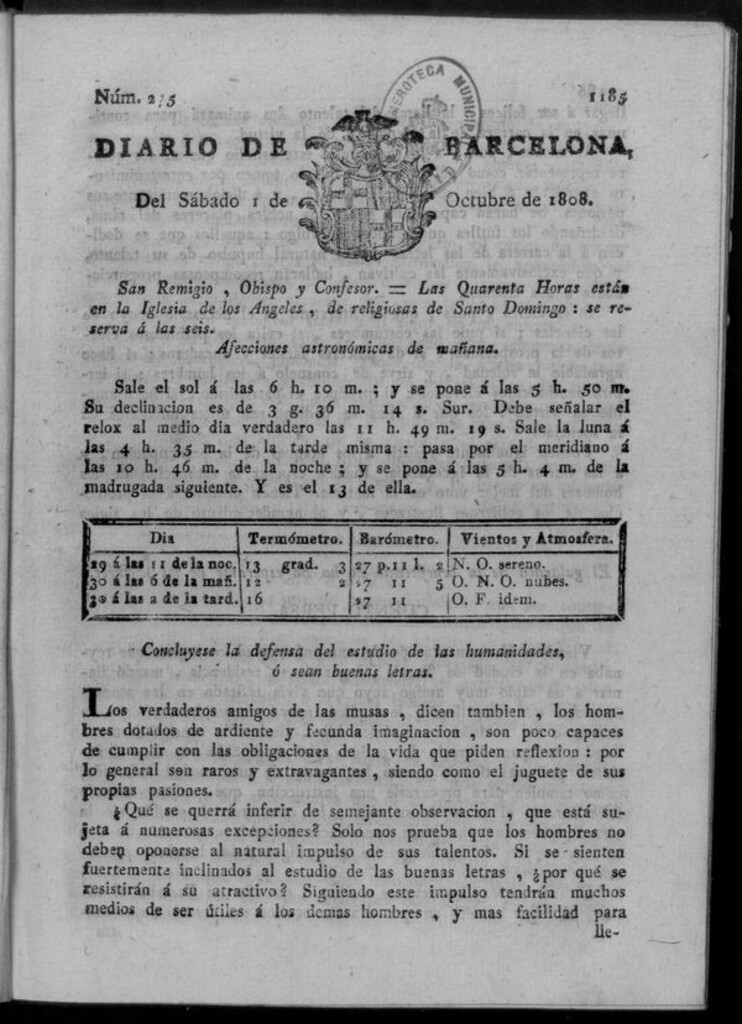 Núm. 275
1185
HEMEROTECA MUNICIPAL
DIARIO DE BARCELONA,
Del Sábado 1 de Octubre de 1808.
San Remigio , Obispo y Confesor. = Las Quarenta Horas están
en la Iglesia de los Angeles , de religiosas de Santo Domingo : se re-
serva á las seis.
Afecciones astronómicas de mañana.
Sale el sol á las 6 h. 10 m. ; y se pone á las 5 h. 50 m.
Su declinacion es de 3 g. 36 m. 14 s. Sur. Debe señalar el
relox al medio dia verdadero las 11 h. 49 m. 19 s. Sale la luna á
las 4 h. 35 m. de la tarde misma : pasa por el meridiano á
las 10 h. 46 m. de la noche ; y se pone á las 5 h. 4 m. de la
madrugada siguiente. Y es el 13 de ella.
Dia Termómetro. Barómetro. Vientos y Atmosfera.
29 á las 11 de la noc. 13 grad. 3 27 p. 11 l. 2 N. O. sereno.
30 á las 6 de la mañ. 12 2 27 11 5 O. N. O. nubes.
30 á las 2 de la tard. 16 27 11 O. F. idem.
Concluyese la defensa del estudio de las humanidades,
ó sean buenas letras.
Los verdaderos amigos de las musas , dicen tambien , los hom-
bres dotados de ardiente y fecunda imaginacion , son poco capaces
de cumplir con las obligaciones de la vida que piden reflexion : por
lo general son raros y extravagantes , siendo como el juguete de sus
propias pasiones.
¿Qué se querrá inferir de semejante observacion , que está su-
jeta á numerosas excepciones? Solo nos prueba que los hombres no
deben oponerse al natural impulso de sus talentos. Si se sienten
fuertemente inclinados al estudio de las buenas letras , ¿por qué se
resistirán á su atractivo? Siguiendo este impulso tendrán muchos
medios de ser útiles á los demas hombres , y mas facilidad para
lle-